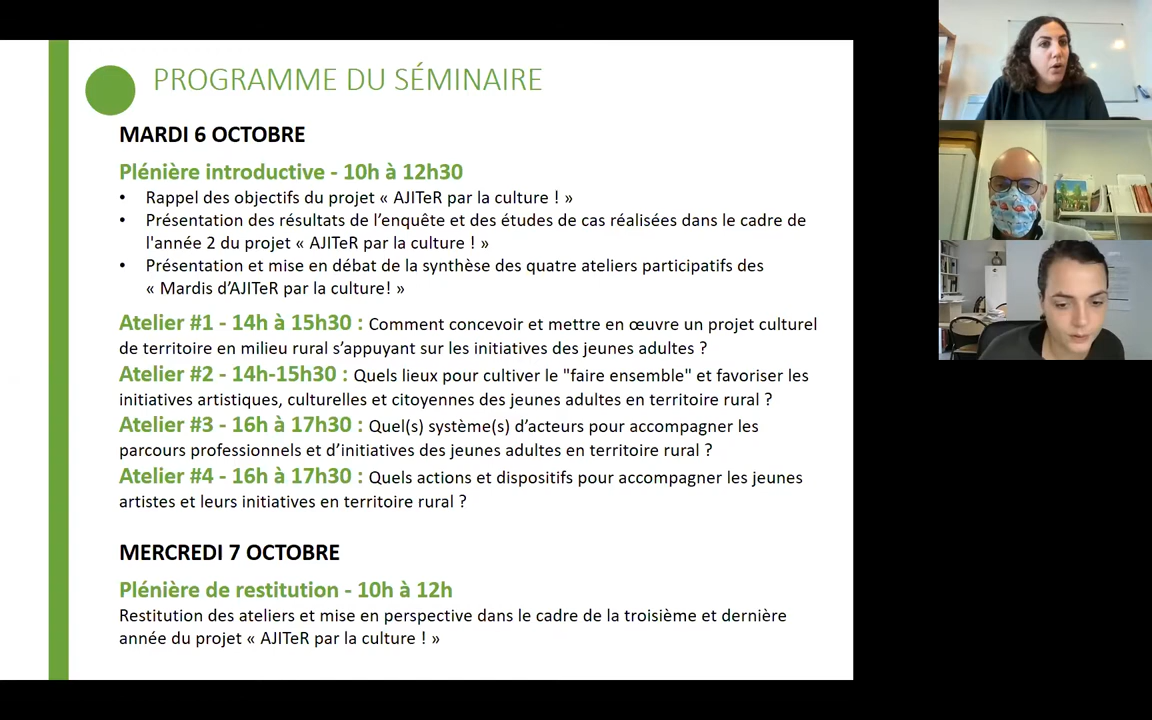 PROGRAMME DU SÉMINAIRE
MARDI 6 OCTOBRE
Plénière introductive - 10h à 12h30
• Rappel des objectifs du projet « AJITeR par la culture ! »
• Présentation des résultats de l’enquête et des études de cas réalisées dans le cadre de
l'année 2 du projet « AJITeR par la culture ! »
• Présentation et mise en débat de la synthèse des quatre ateliers participatifs des
« Mardis d’AJITeR par la culture! »
Atelier #1 - 14h à 15h30 : Comment concevoir et mettre en œuvre un projet culturel
de territoire en milieu rural s’appuyant sur les initiatives des jeunes adultes ?
Atelier #2 - 14h-15h30 : Quels lieux pour cultiver le "faire ensemble" et favoriser les
initiatives artistiques, culturelles et citoyennes des jeunes adultes en territoire rural ?
Atelier #3 - 16h à 17h30 : Quel(s) système(s) d’acteurs pour accompagner les
parcours professionnels et d’initiatives des jeunes adultes en territoire rural ?
Atelier #4 - 16h à 17h30 : Quels actions et dispositifs pour accompagner les jeunes
artistes et leurs initiatives en territoire rural ?
MERCREDI 7 OCTOBRE
Plénière de restitution - 10h à 12h
Restitution des ateliers et mise en perspective dans le cadre de la troisième et dernière
année du projet « AJITeR par la culture ! »